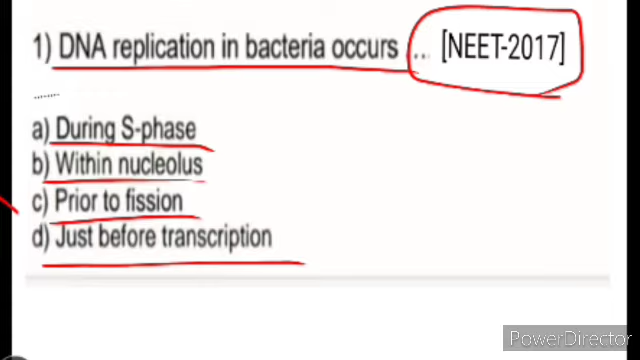 1) DNA replication in bacteria occurs ... [NEET-2017]
........
a) During S-phase
b) Within nucleolus
c) Prior to fission
d) Just before transcription
PowerDirector